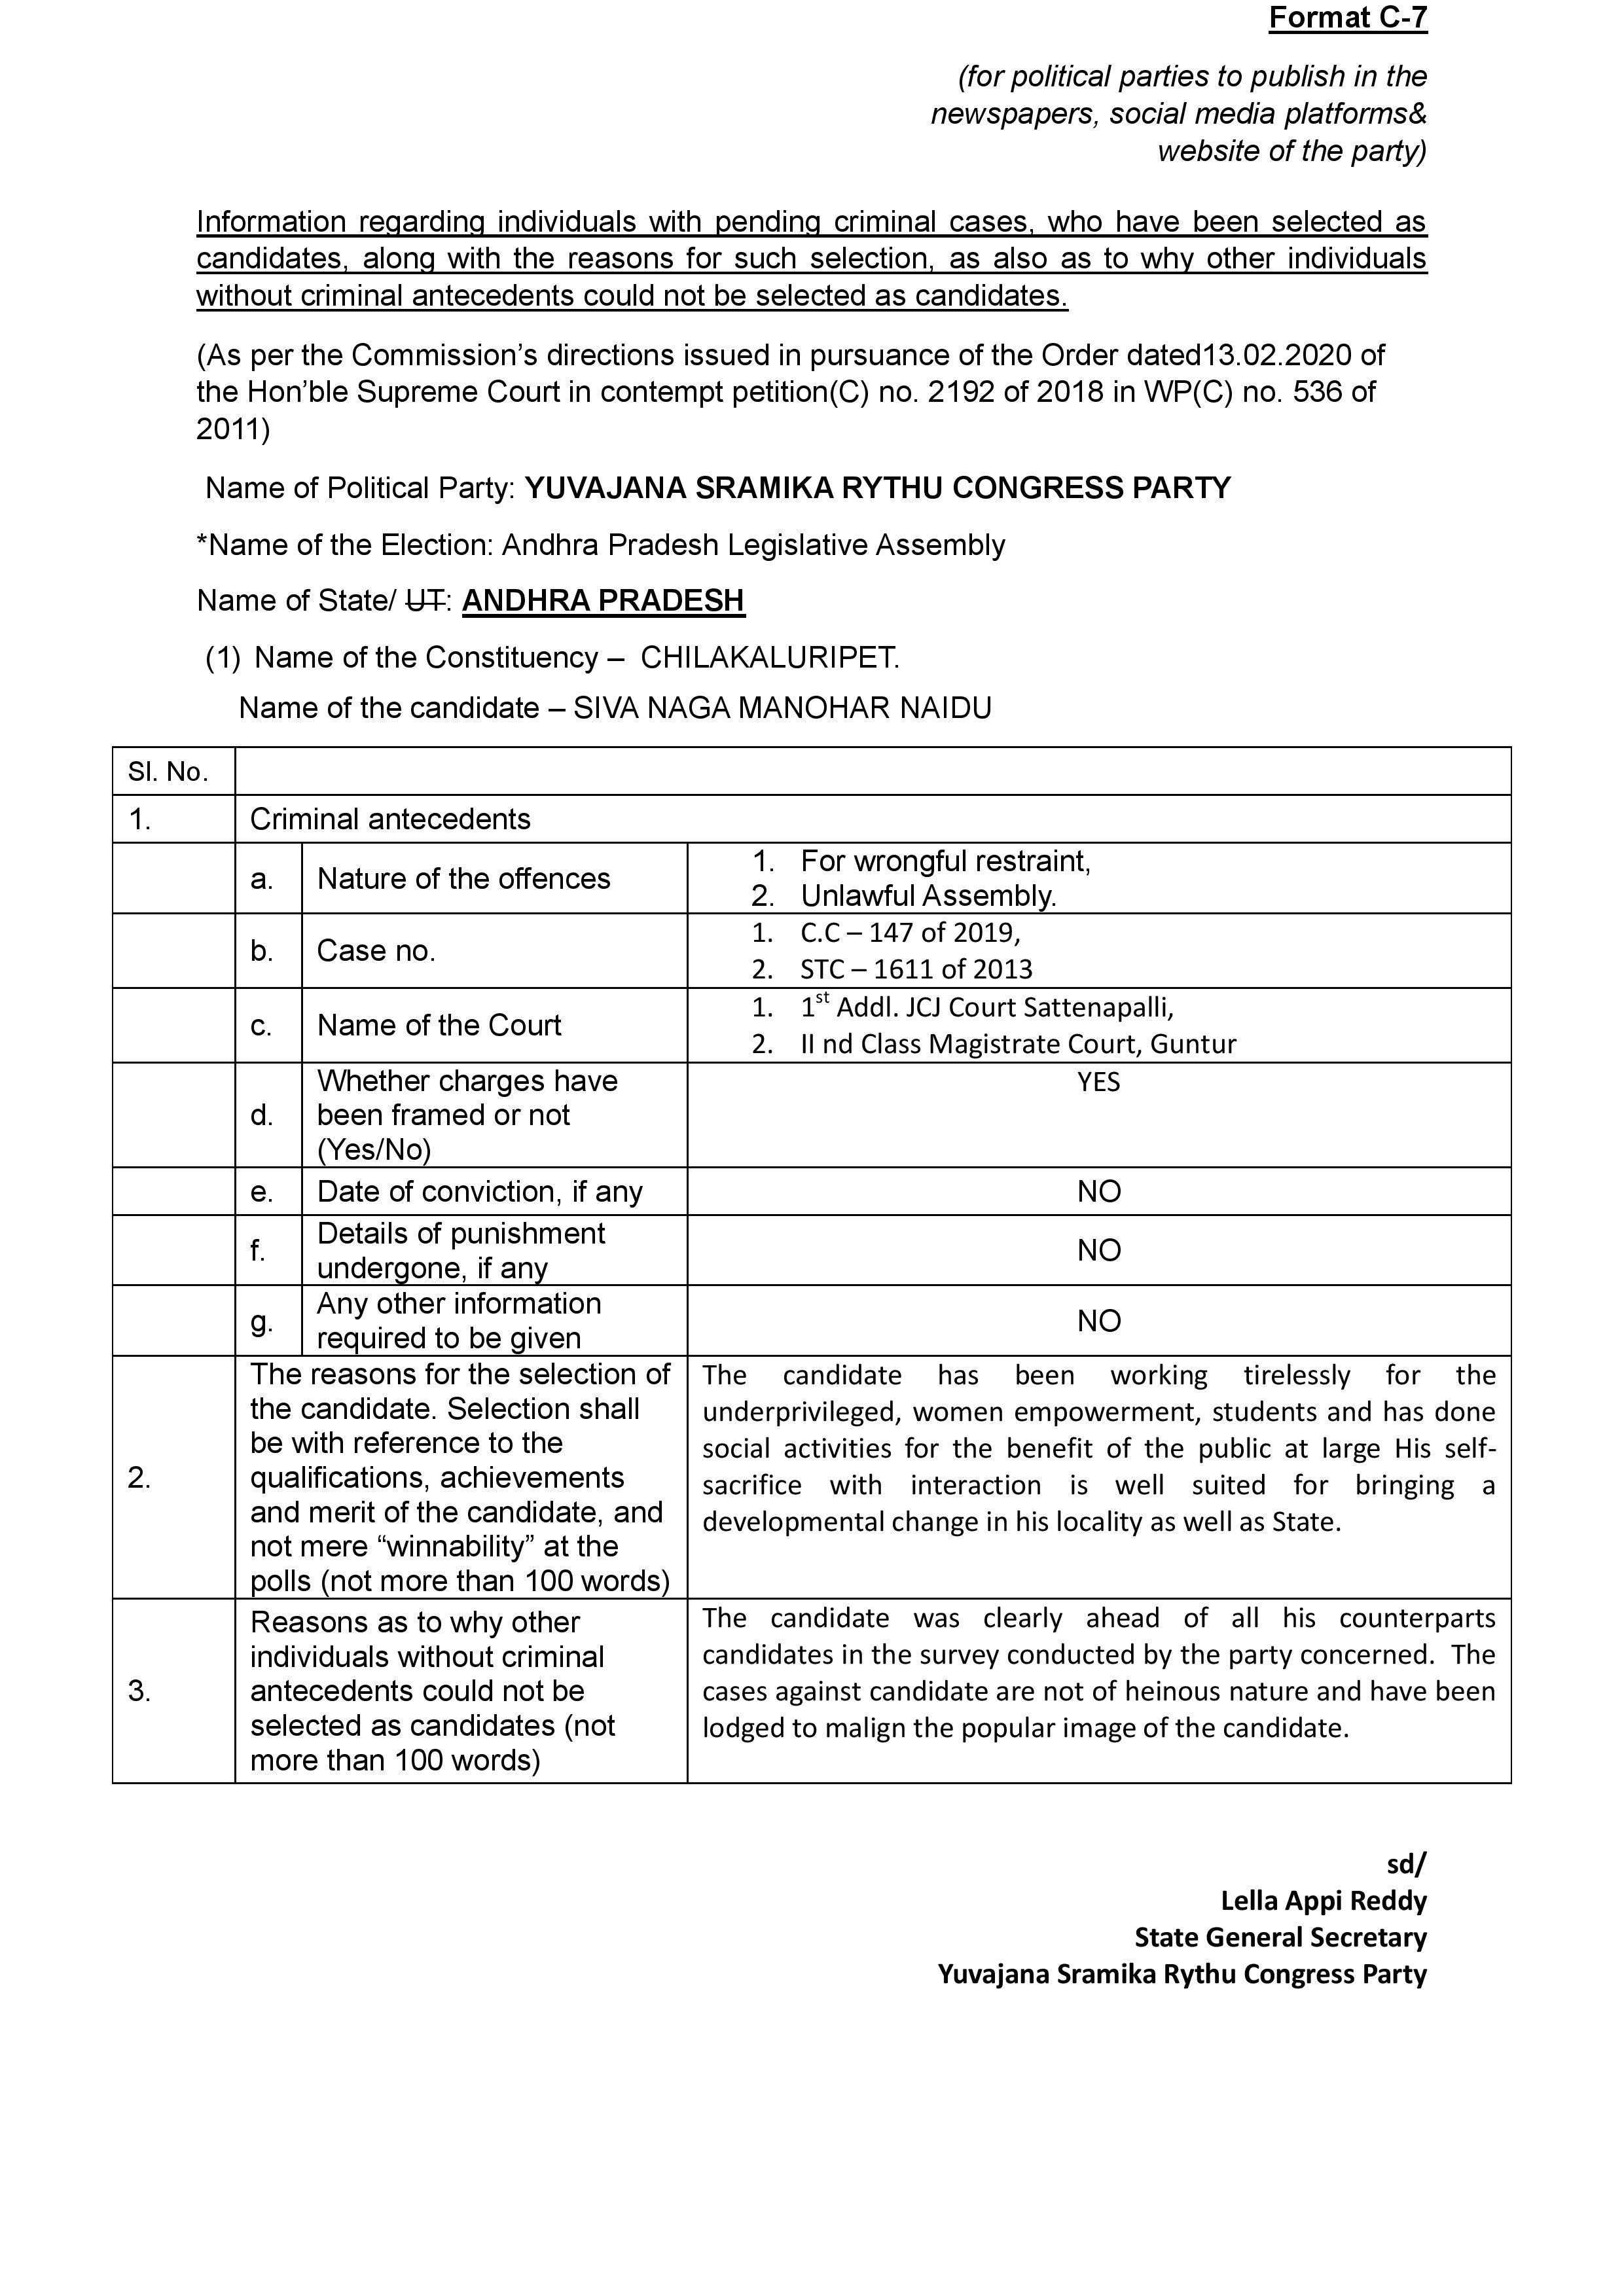 Format C-7
(for political parties to publish in the
newspapers, social media platforms&
website of the party)
Information regarding individuals with pending criminal cases, who have been selected as
candidates, along with the reasons for such selection, as also as to why other individuals
without criminal antecedents could not be selected as candidates.
(As per the Commission’s directions issued in pursuance of the Order dated13.02.2020 of
the Hon’ble Supreme Court in contempt petition(C) no. 2192 of 2018 in WP(C) no. 536 of
2011)
Name of Political Party: YUVAJANA SRAMIKA RYTHU CONGRESS PARTY
*Name of the Election: Andhra Pradesh Legislative Assembly
Name of State/ UT: ANDHRA PRADESH
(1) Name of the Constituency – CHILAKALURIPET.
Name of the candidate – SIVA NAGA MANOHAR NAIDU
Sl. No.
1. Criminal antecedents
a. Nature of the offences
1. For wrongful restraint,
2. Unlawful Assembly.
b. Case no.
1. C.C – 147 of 2019,
2. STC – 1611 of 2013
c. Name of the Court
1. 1st Addl. JCJ Court Sattenapalli,
2. II nd Class Magistrate Court, Guntur
d.
Whether charges have
been framed or not
(Yes/No)
YES
e. Date of conviction, if any NO
f.
Details of punishment
undergone, if any
NO
g.
Any other information
required to be given
NO
2.
The reasons for the selection of
the candidate. Selection shall
be with reference to the
qualifications, achievements
and merit of the candidate, and
not mere “winnability” at the
polls (not more than 100 words)
The candidate has been working tirelessly for the
underprivileged, women empowerment, students and has done
social activities for the benefit of the public at large His self-
sacrifice with interaction is well suited for bringing a
developmental change in his locality as well as State.
3.
Reasons as to why other
individuals without criminal
antecedents could not be
selected as candidates (not
more than 100 words)
The candidate was clearly ahead of all his counterparts
candidates in the survey conducted by the party concerned. The
cases against candidate are not of heinous nature and have been
lodged to malign the popular image of the candidate.
sd/
Lella Appi Reddy
State General Secretary
Yuvajana Sramika Rythu Congress Party